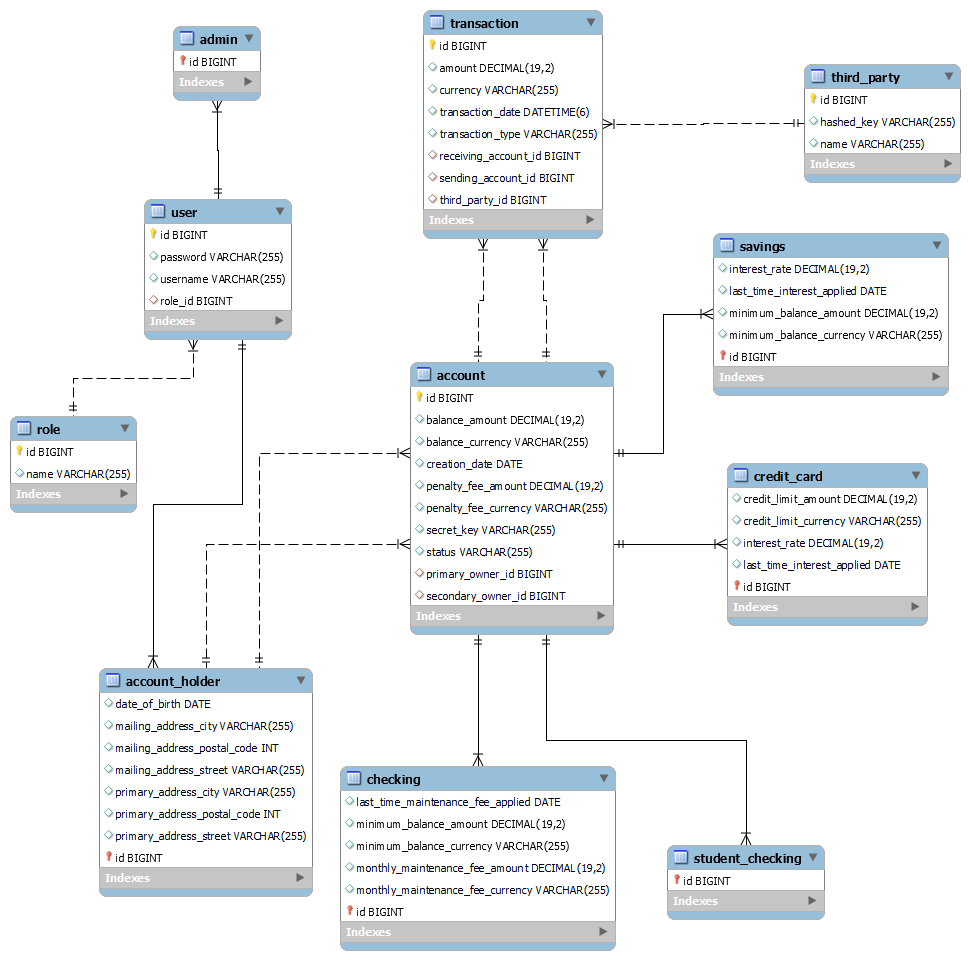 admin
id BIGINT
Indexes
transaction
id BIGINT
amount DECIMAL(19,2)
currency VARCHAR(255)
transaction_date DATETIME(6)
transaction_type VARCHAR(255)
receiving_account_id BIGINT
sending_account_id BIGINT
third_party_id BIGINT
Indexes
third_party
id BIGINT
hashed_key VARCHAR(255)
name VARCHAR(255)
Indexes
user
id BIGINT
password VARCHAR(255)
username VARCHAR(255)
role_id BIGINT
Indexes
savings
interest_rate DECIMAL(19,2)
last_time_interest_applied DATE
minimum_balance_amount DECIMAL(19,2)
minimum_balance_currency VARCHAR(255)
id BIGINT
Indexes
role
id BIGINT
name VARCHAR(255)
Indexes
account
id BIGINT
balance_amount DECIMAL(19,2)
balance_currency VARCHAR(255)
creation_date DATE
penalty_fee_amount DECIMAL(19,2)
penalty_fee_currency VARCHAR(255)
secret_key VARCHAR(255)
status VARCHAR(255)
primary_owner_id BIGINT
secondary_owner_id BIGINT
Indexes
credit_card
credit_limit_amount DECIMAL(19,2)
credit_limit_currency VARCHAR(255)
interest_rate DECIMAL(19,2)
last_time_interest_applied DATE
id BIGINT
Indexes
account_holder
date_of_birth DATE
mailing_address_city VARCHAR(255)
mailing_address_postal_code INT
mailing_address_street VARCHAR(255)
primary_address_city VARCHAR(255)
primary_address_postal_code INT
primary_address_street VARCHAR(255)
id BIGINT
Indexes
checking
last_time_maintenance_fee_applied DATE
minimum_balance_amount DECIMAL(19,2)
minimum_balance_currency VARCHAR(255)
monthly_maintenance_fee_amount DECIMAL(19,2)
monthly_maintenance_fee_currency VARCHAR(255)
id BIGINT
Indexes
student_checking
id BIGINT
Indexes